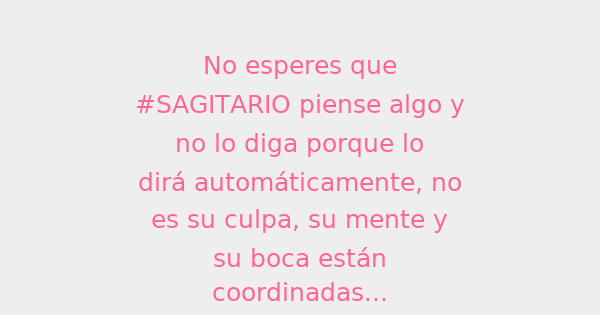 No esperes que
#SAGITARIO piense algo y
no lo diga porque lo
dirá automáticamente, no
es su culpa, su mente y
su boca están
coordinadas...